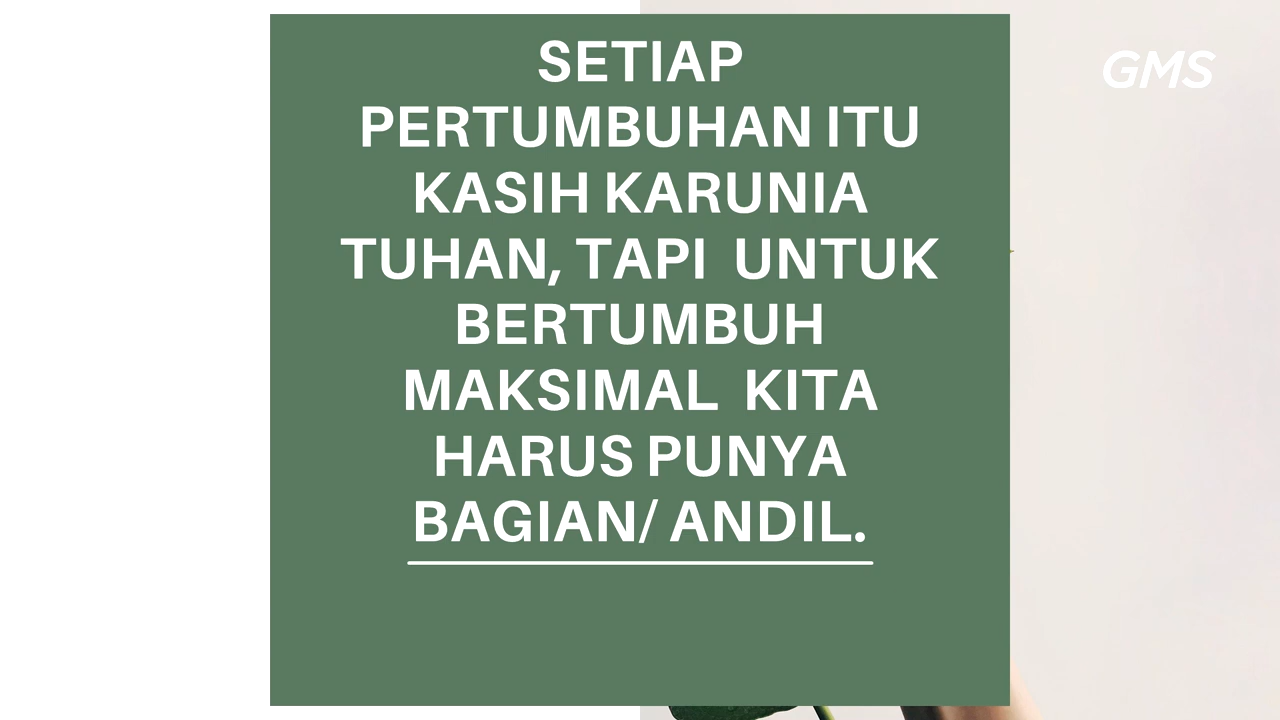 GMS
SETIAP
PERTUMBUHAN ITU
KASIH KARUNIA
TUHAN, TAPI UNTUK
BERTUMBUH
MAKSIMAL KITA
HARUS PUNYA
BAGIAN/ ANDIL.